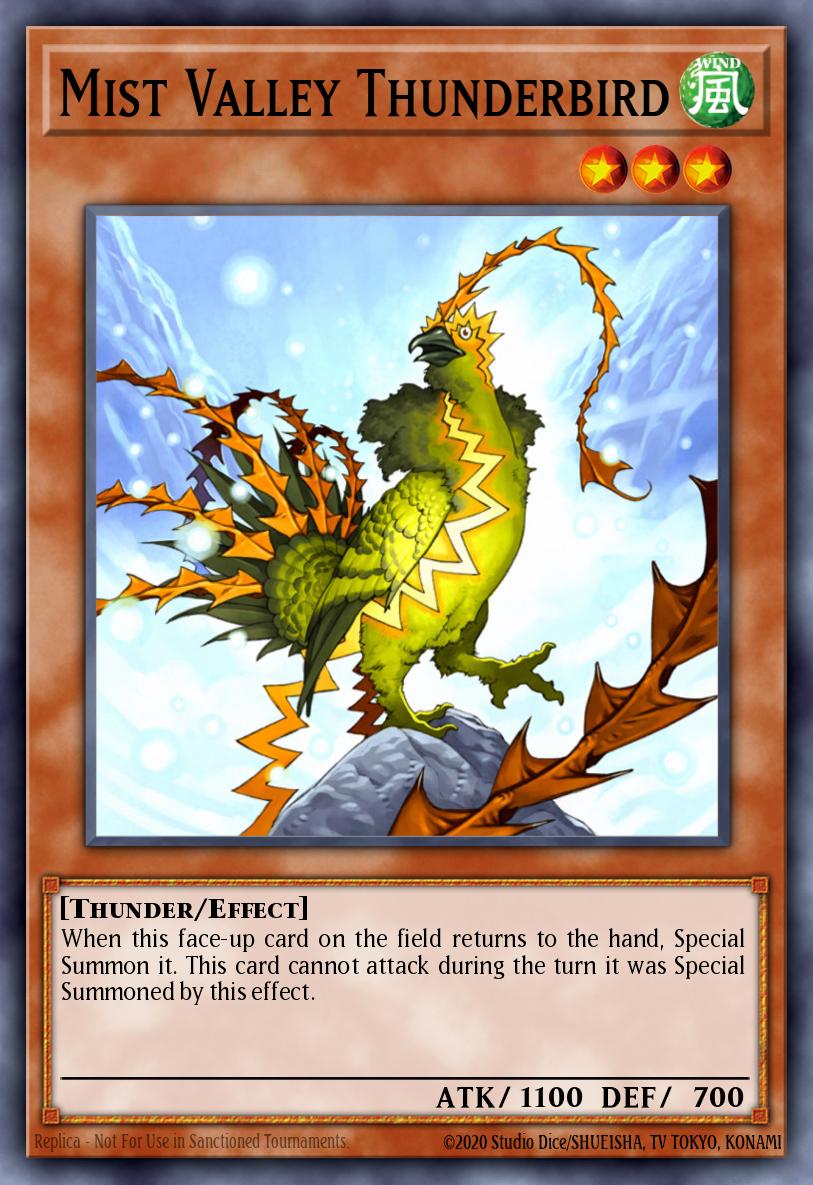 Mist Valley Thunderbird
WIND
風
[Thunder/Effect]
When this face-up card on the field returns to the hand, Special
Summon it. This card cannot attack during the turn it was Special
Summoned by this effect.
ATK/ 1100 DEF/ 700
Replica - Not For Use in Sanctioned Tournaments.
©2020 Studio Dice/SHUEISHA, TV TOKYO, KONAMI